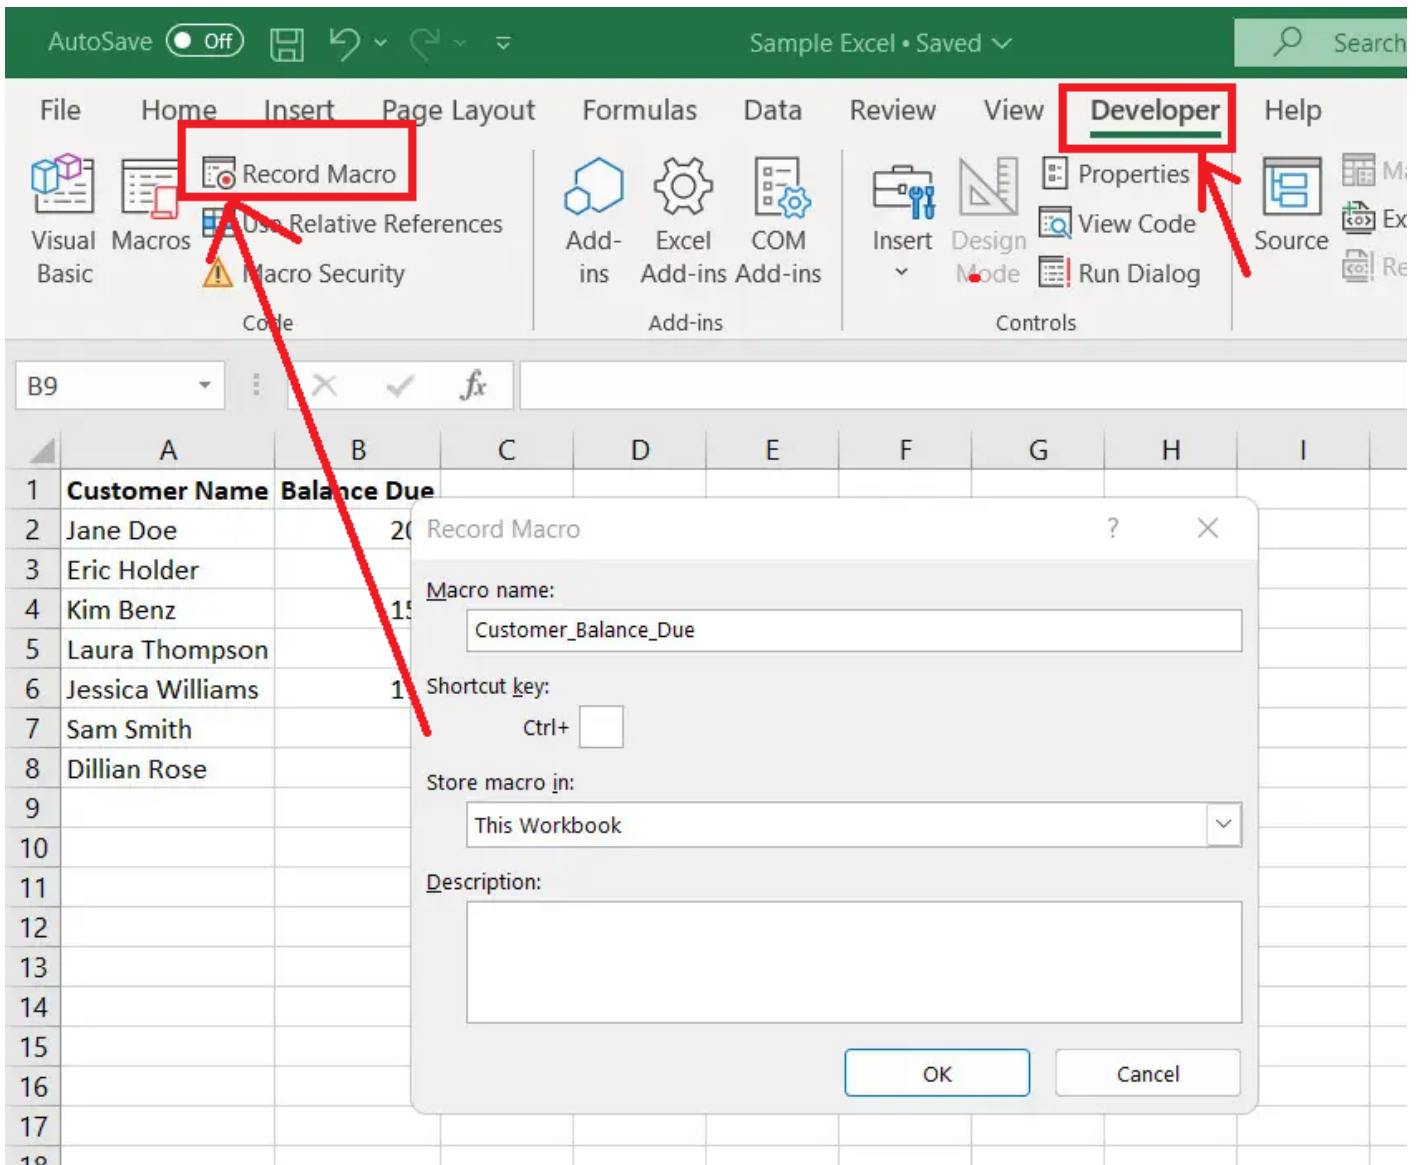 AutoSave Off Sample Excel • Saved Search
File Home Insert Page Layout Formulas Data Review View Developer Help
Record Macro
Use Relative References
Macro Security
Visual Basic
Macros
Code
Add-ins
Excel Add-ins
COM Add-ins
Add-ins
Insert
Design Mode
Properties
View Code
Run Dialog
Controls
Source
Ma
Ex
Re
B9 fx
A B C D E F G H I
1 Customer Name Balance Due
2 Jane Doe
3 Eric Holder
4 Kim Benz
5 Laura Thompson
6 Jessica Williams
7 Sam Smith
8 Dillian Rose
9
10
11
12
13
14
15
16
17
18
Record Macro ?
Macro name:
Customer_Balance_Due
Shortcut key:
Ctrl+
Store macro in:
This Workbook
Description:
OK Cancel